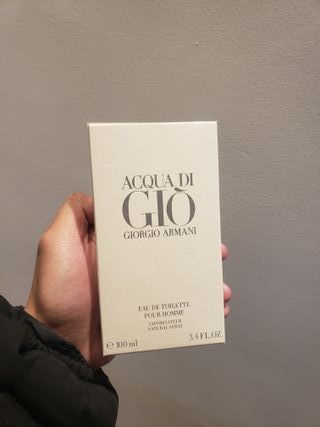 ACQUA DI
GIÒ
GIORGIO ARMANI
EAU DE TOILETTE
POUR HOMME
VAPORISATEUR
NATURAL SPRAY
℮ 100 ml 3.4 FL.OZ